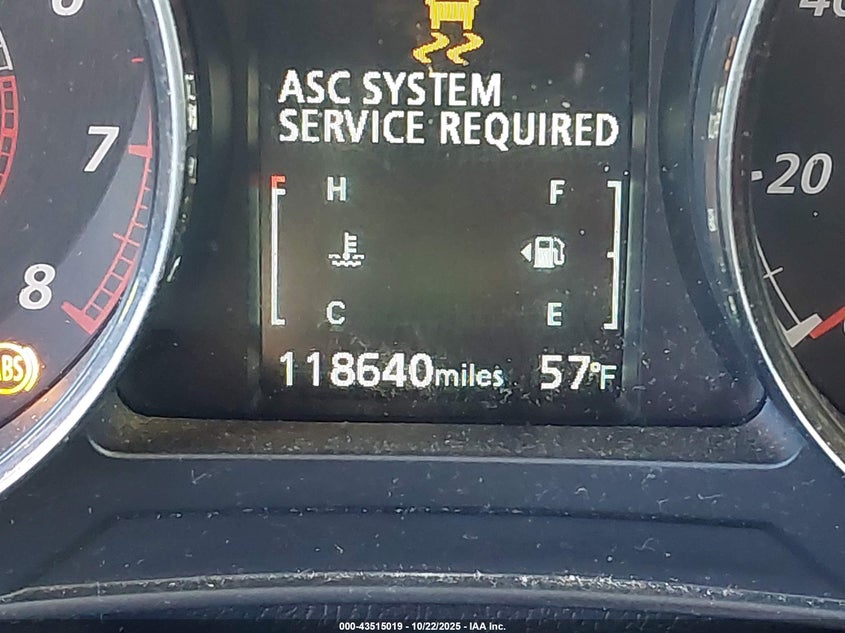 ASC SYSTEM
SERVICE REQUIRED
7
20
H F
8
C E
ABS
118640miles 57°F
000-43515019 - 10/22/2025 - IAA Inc.